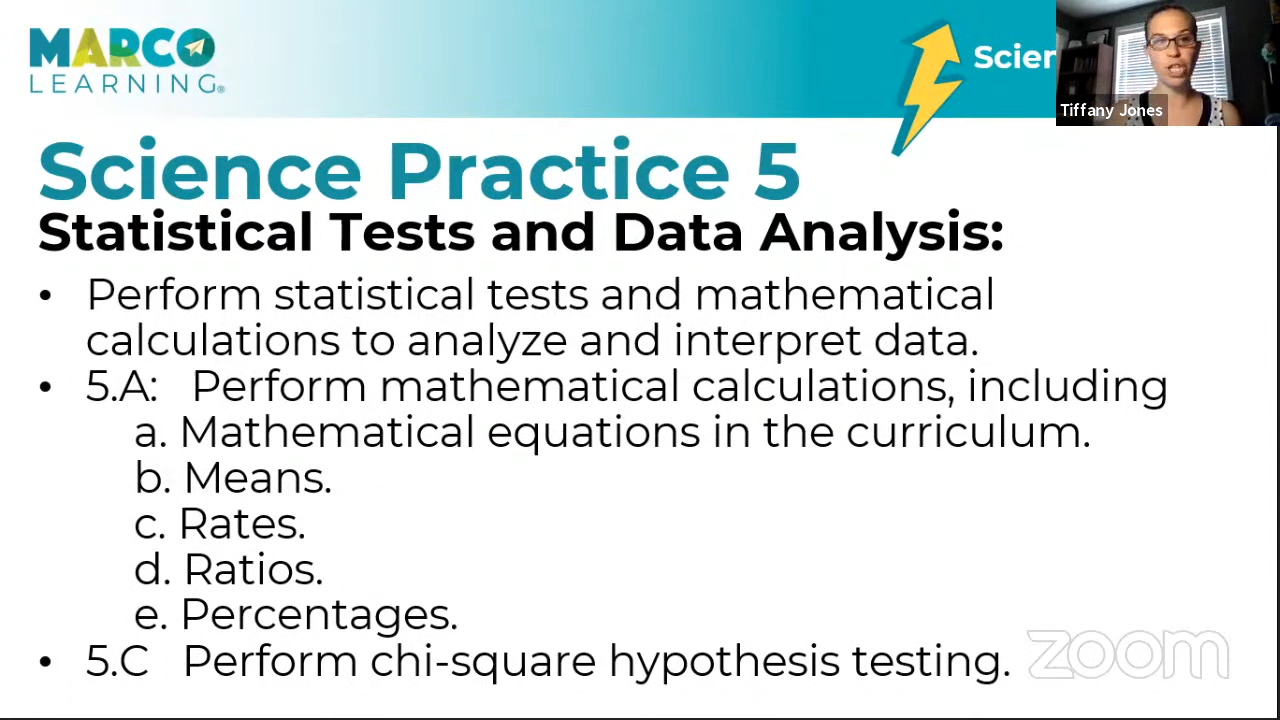 MARCO
LEARNING®
Scien
Tiffany Jones
Science Practice 5
Statistical Tests and Data Analysis:
• Perform statistical tests and mathematical
calculations to analyze and interpret data.
• 5.A: Perform mathematical calculations, including
a. Mathematical equations in the curriculum.
b. Means.
c. Rates.
d. Ratios.
e. Percentages.
• 5.C Perform chi-square hypothesis testing.
zoom